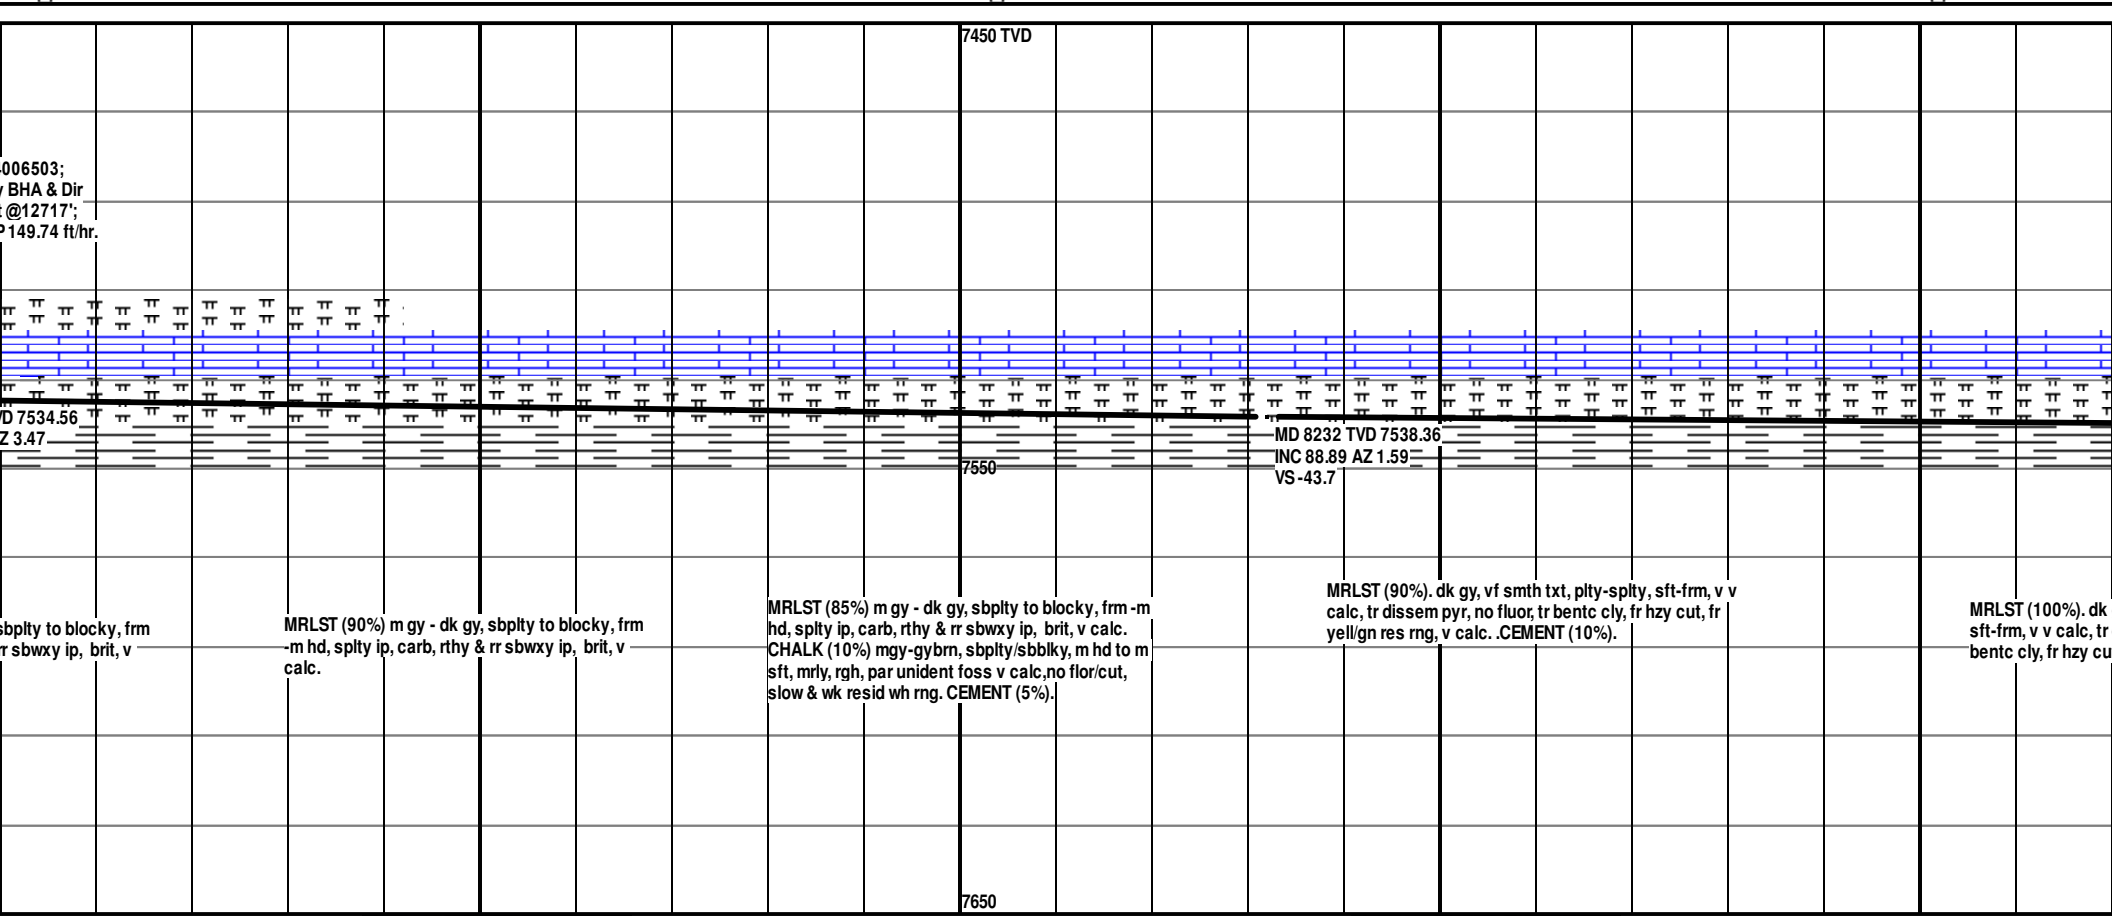 7450 TVD
-006503;
BHA & Dir
@12717';
149.74 ft/hr.
7534.56
3.47
MD 8232 TVD 7538.36
INC 88.89 AZ 1.59
VS -43.7
7550
sbplty to blocky, frm
rr sbwxy ip, brit, v
MRLST (90%) m gy - dk gy, sbplty to blocky, frm
-m hd, splty ip, carb, rthy & rr sbwxy ip, brit, v
calc.
MRLST (85%) m gy - dk gy, sbplty to blocky, frm -m
hd, splty ip, carb, rthy & rr sbwxy ip, brit, v calc.
CHALK (10%) mgy-gybrn, sbplty/sbblky, m hd to m
sft, mrly, rgh, par unident foss v calc,no flor/cut,
slow & wk resid wh rng. CEMENT (5%).
MRLST (90%). dk gy, vf smth txt, plty-splty, sft-frm, v v
calc, tr dissem pyr, no fluor, tr bentc cly, fr hzy cut, fr
yell/gn res rng, v calc. .CEMENT (10%).
MRLST (100%). dk
sft-frm, v v calc, tr
bentc cly, fr hzy cu
7650